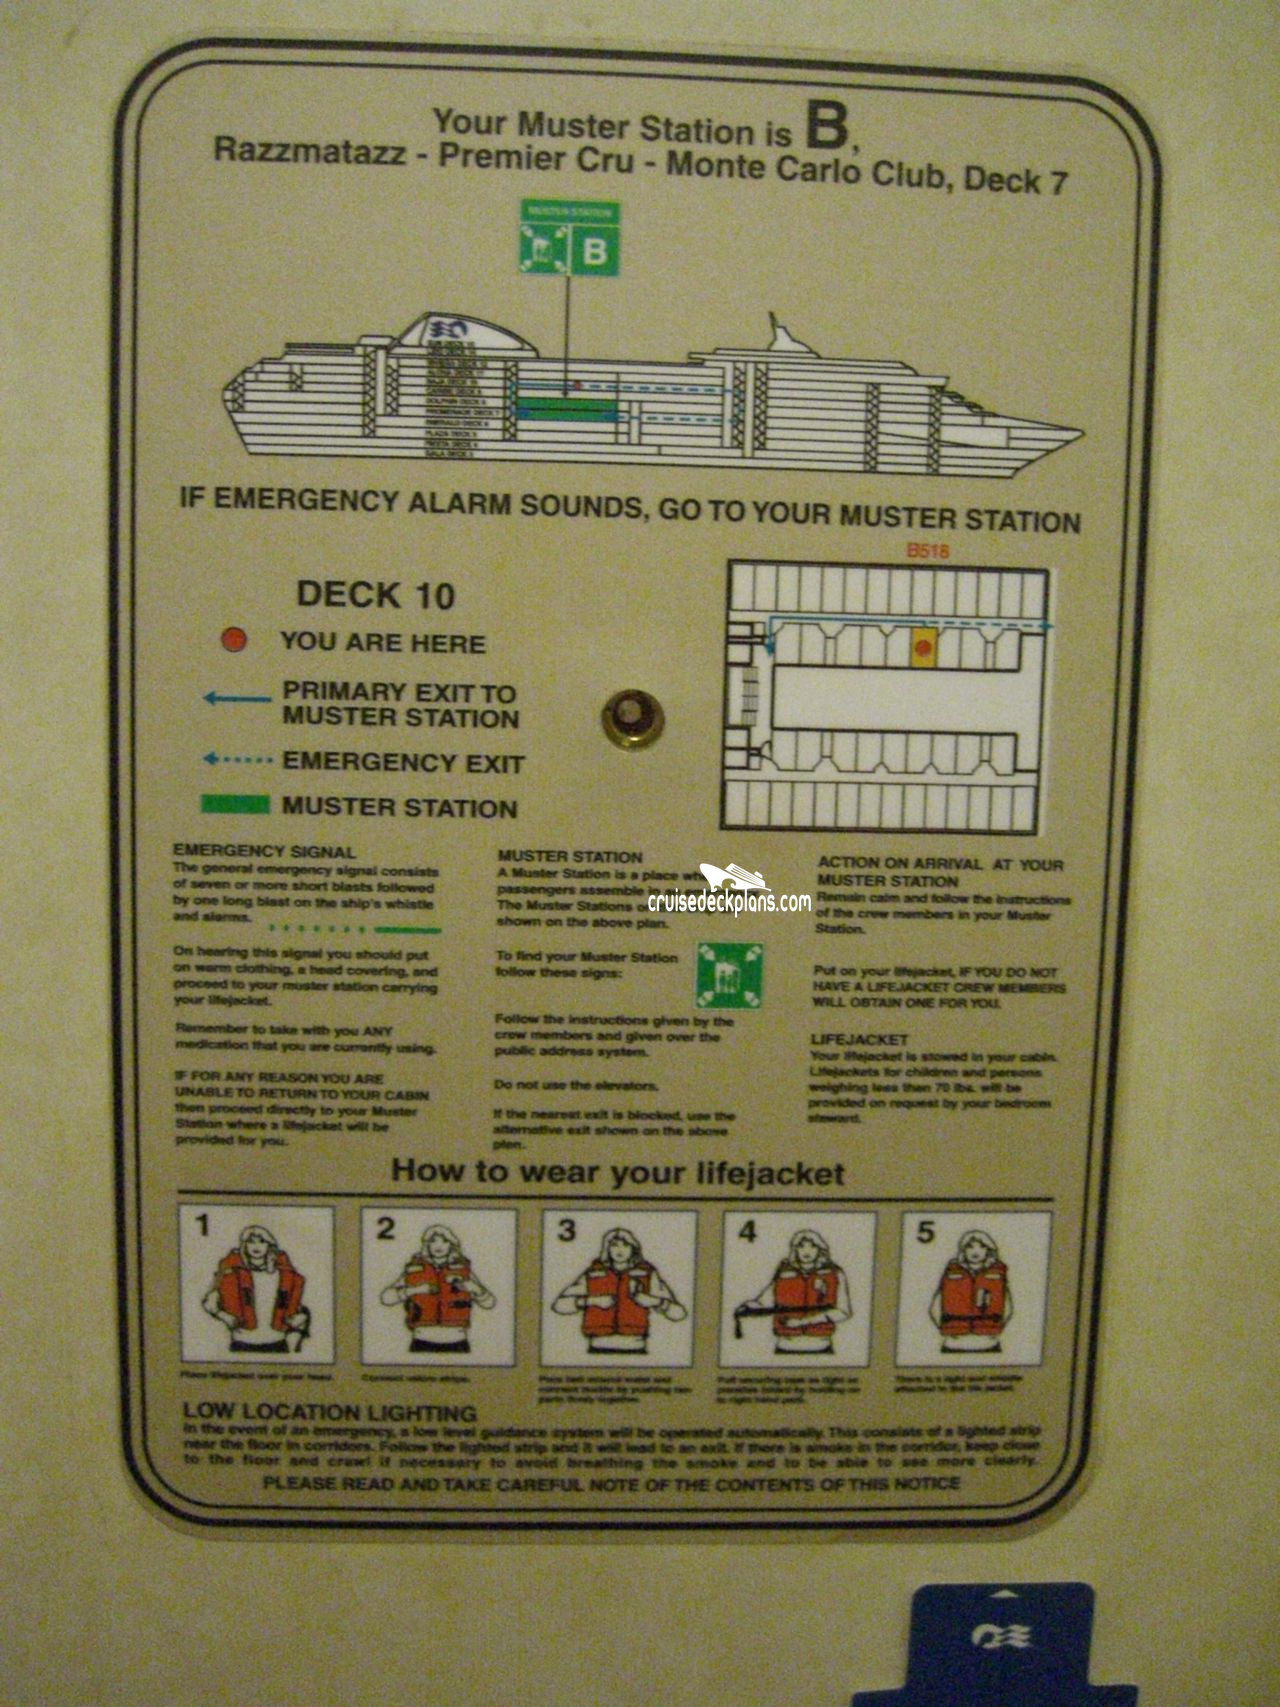 Your Muster Station is B,
Razzmatazz - Premier Cru - Monte Carlo Club, Deck 7
MUSTER STATION
B
IF EMERGENCY ALARM SOUNDS, GO TO YOUR MUSTER STATION
B518
DECK 10
YOU ARE HERE
PRIMARY EXIT TO
MUSTER STATION
EMERGENCY EXIT
MUSTER STATION
EMERGENCY SIGNAL
The general emergency signal consists
of seven or more short blasts followed
by one long blast on the ship's whistle
and alarms.
On hearing this signal you should put
on warm clothing, a head covering, and
proceed to your muster station carrying
your lifejacket.
Remember to take with you ANY
medication that you are currently using.
IF FOR ANY REASON YOU ARE
UNABLE TO RETURN TO YOUR CABIN
then proceed directly to your Muster
Station where a lifejacket will be
provided for you.
MUSTER STATION
A Muster Station is a place
passengers assemble in
The Muster Stations
shown on the above plan.
cruisedeckplans.com
To find your Muster Station
follow these signs:
Follow the instructions given by the
crew members and given over the
public address system.
Do not use the elevators.
If the nearest exit is blocked, use the
alternative exit shown on the above
plan.
ACTION ON ARRIVAL AT YOUR
MUSTER STATION
Remain calm and follow the instructions
of the crew members in your Muster
Station.
Put on your lifejacket, IF YOU DO NOT
HAVE A LIFEJACKET CREW MEMBERS
WILL OBTAIN ONE FOR YOU.
LIFEJACKET
Your lifejacket is stowed in your cabin.
Lifejackets for children and persons
weighing less than 70 lbs. will be
provided on request by your bedroom
steward.
How to wear your lifejacket
1
2
3
4
5
Place lifejacket over your head.
LOW LOCATION LIGHTING
In the event of an emergency, a low level guidance system will be operated automatically. This consists of a lighted strip
near the floor in corridors. Follow the lighted strip and it will lead to an exit. If there is smoke in the corridor, keep close
to the floor and crawl if necessary to avoid breathing the smoke and to be able to see more clearly.
PLEASE READ AND TAKE CAREFUL NOTE OF THE CONTENTS OF THIS NOTICE